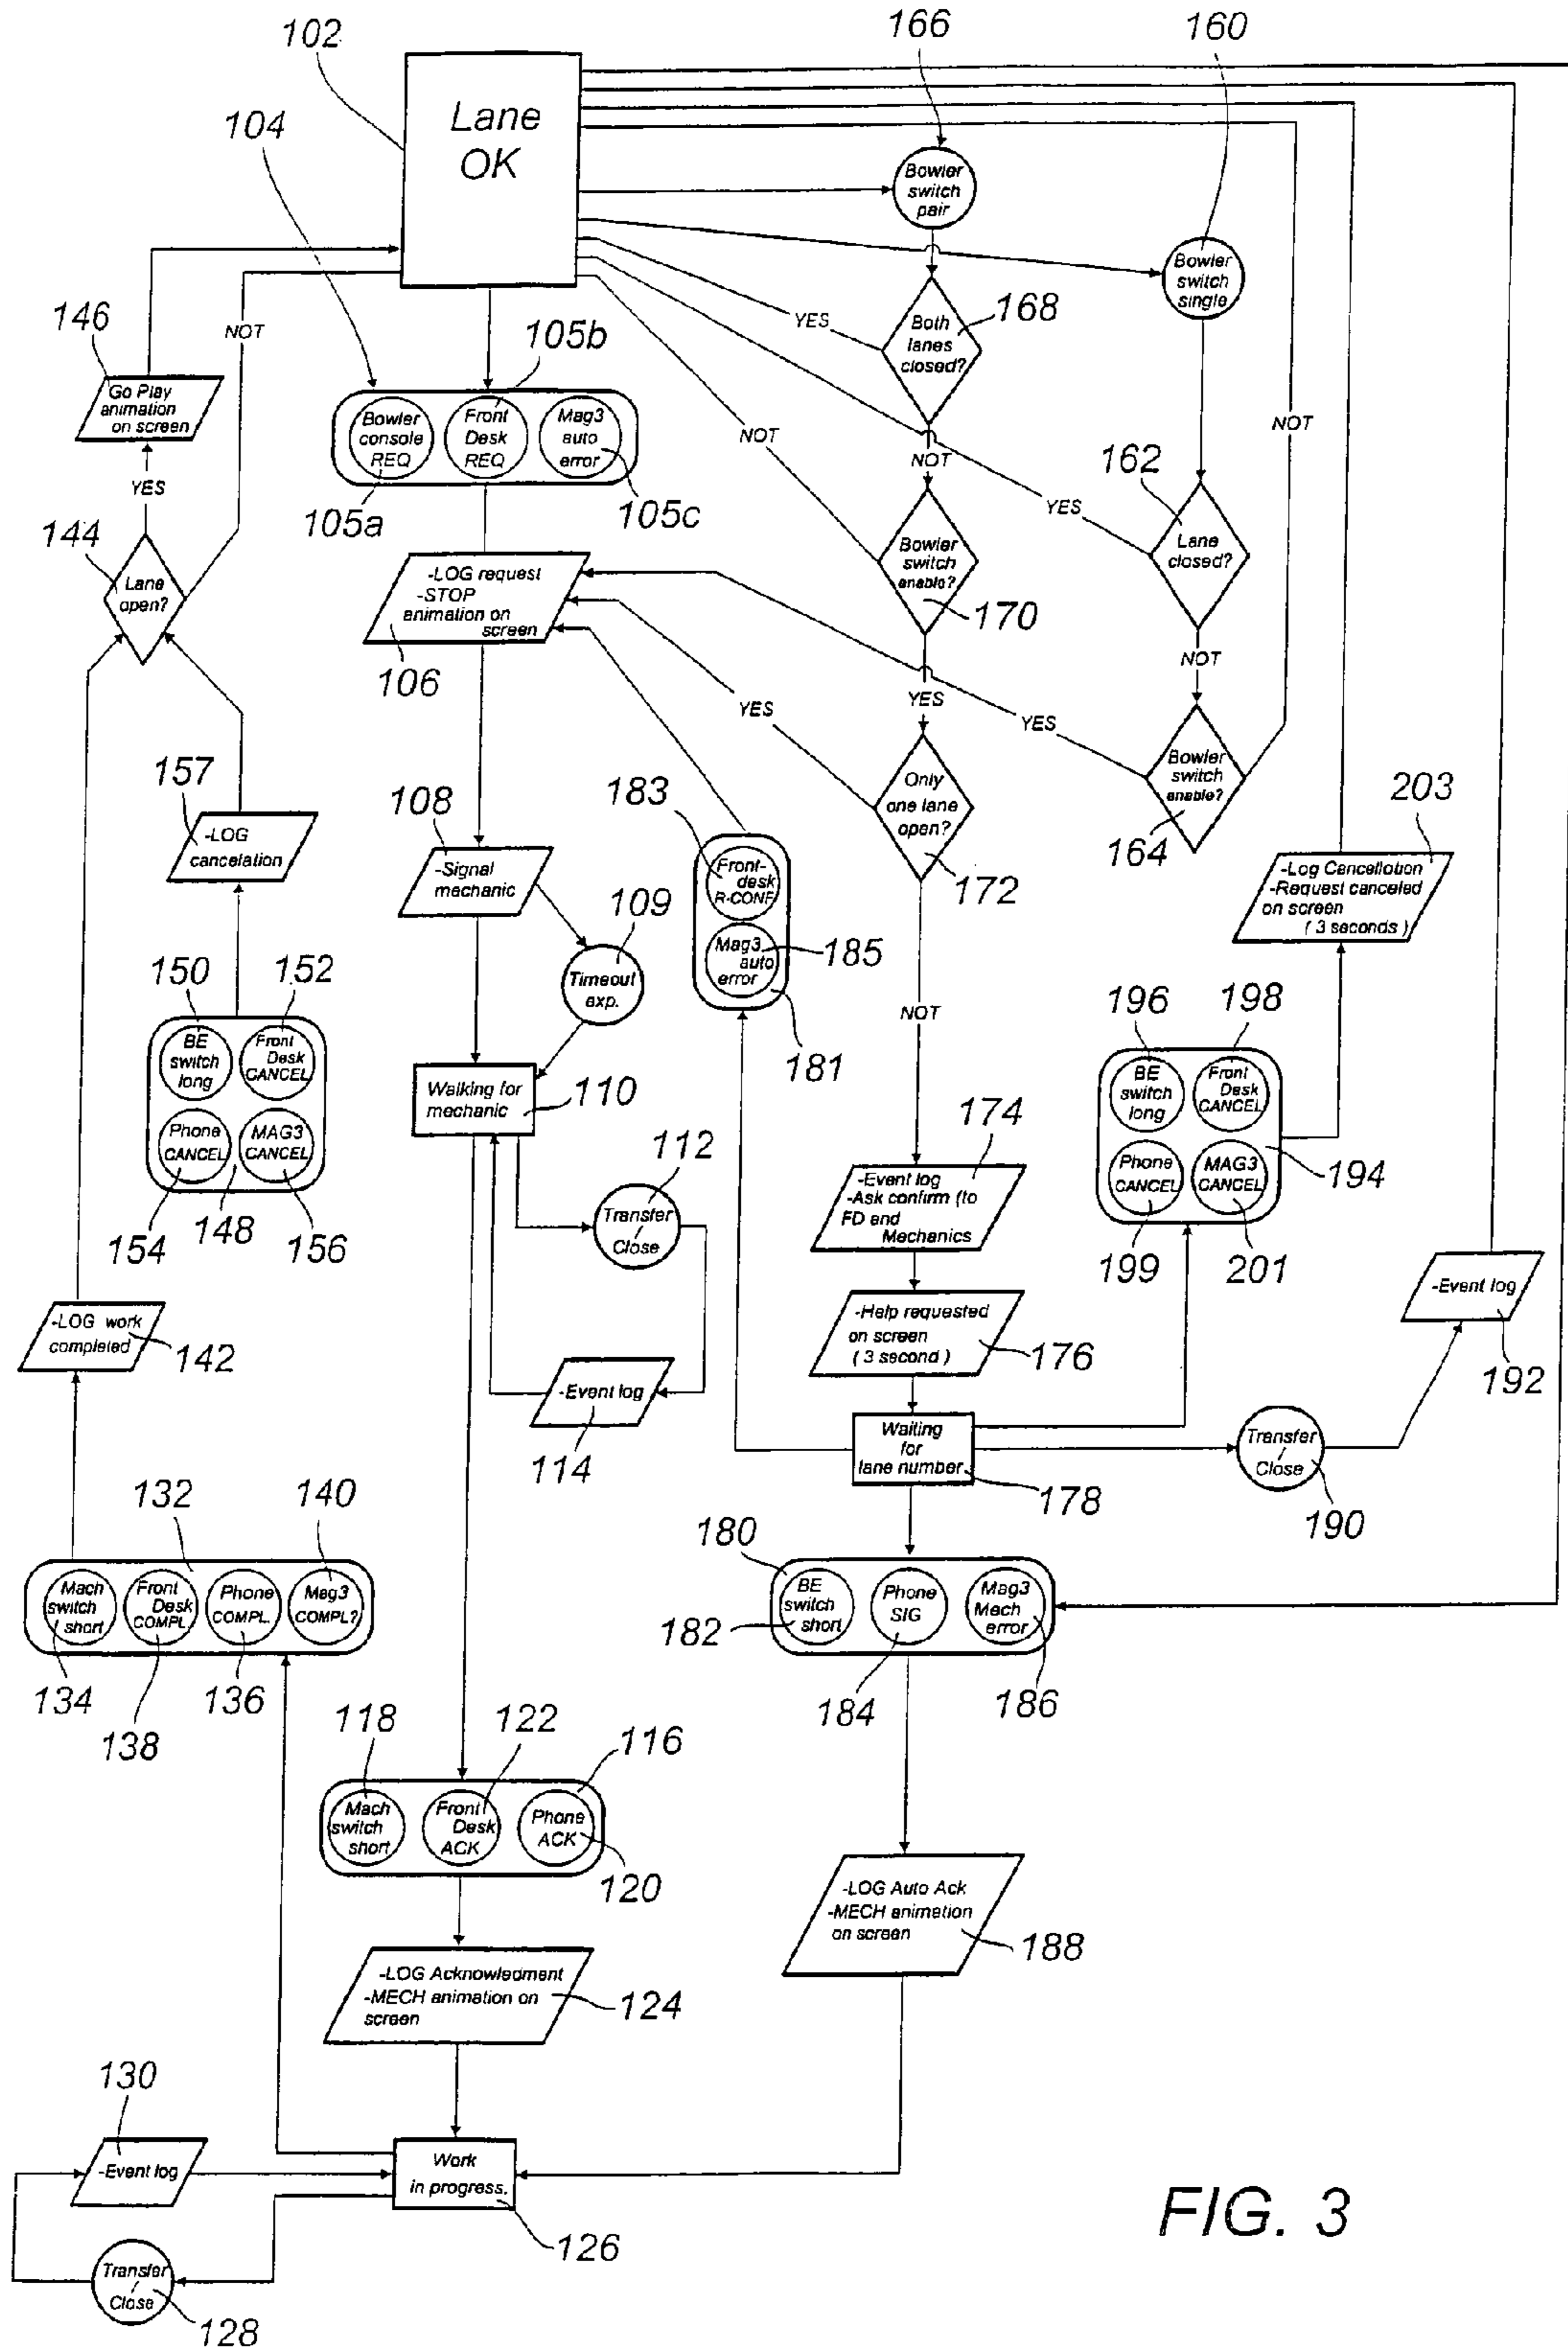 166
160
102
Lane
OK
104
Bowler
switch
pair
Bowler
switch
single
146
NOT
105b
YES
Both
lanes
closed?
168
Go Play
animation
on screen
Bowler
console
REQ
Front
Desk
REQ
Mag3
auto
error
NOT
NOT
NOT
YES
105a
105c
YES
162
144
Lane
open?
-LOG request
-STOP
animation on
screen
Bowler
switch
enable?
170
Lane
closed?
106
NOT
YES
YES
YES
157
-LOG
cancelation
108
-Signal
mechanic
183
Front-
desk
R-CONF
Only
one lane
open?
172
Bowler
switch
enable?
164
203
-Log Cancellation
-Request canceled
on screen
( 3 seconds )
109
Timeout
exp.
Mag3
auto
error
185
181
NOT
150
152
BE
switch
long
Front
Desk
CANCEL
Phone
CANCEL
MAG3
CANCEL
154
148
156
Walking for
mechanic
110
112
Transfer
/
Close
174
-Event log
-Ask confirm (to
FD and
Mechanics
196
198
BE
switch
long
Front
Desk
CANCEL
Phone
CANCEL
MAG3
CANCEL
194
199
201
-LOG work
completed
142
-Event log
114
-Help requested
on screen
( 3 second )
176
-Event log
192
Waiting
for
lane number
178
Transfer
/
Close
190
132
140
Mach
switch
short
Front
Desk
COMPL
Phone
COMPL.
Mag3
COMPL?
134
138
136
180
BE
switch
short
Phone
SIG
Mag3
Mech
error
182
184
186
118
122
116
Mach
switch
short
Front
Desk
ACK
Phone
ACK
120
-LOG Auto Ack
-MECH animation
on screen
188
-LOG Acknowledment
-MECH animation on
screen
124
130
-Event log
Work
in progress.
126
Transfer
/
Close
128
FIG. 3